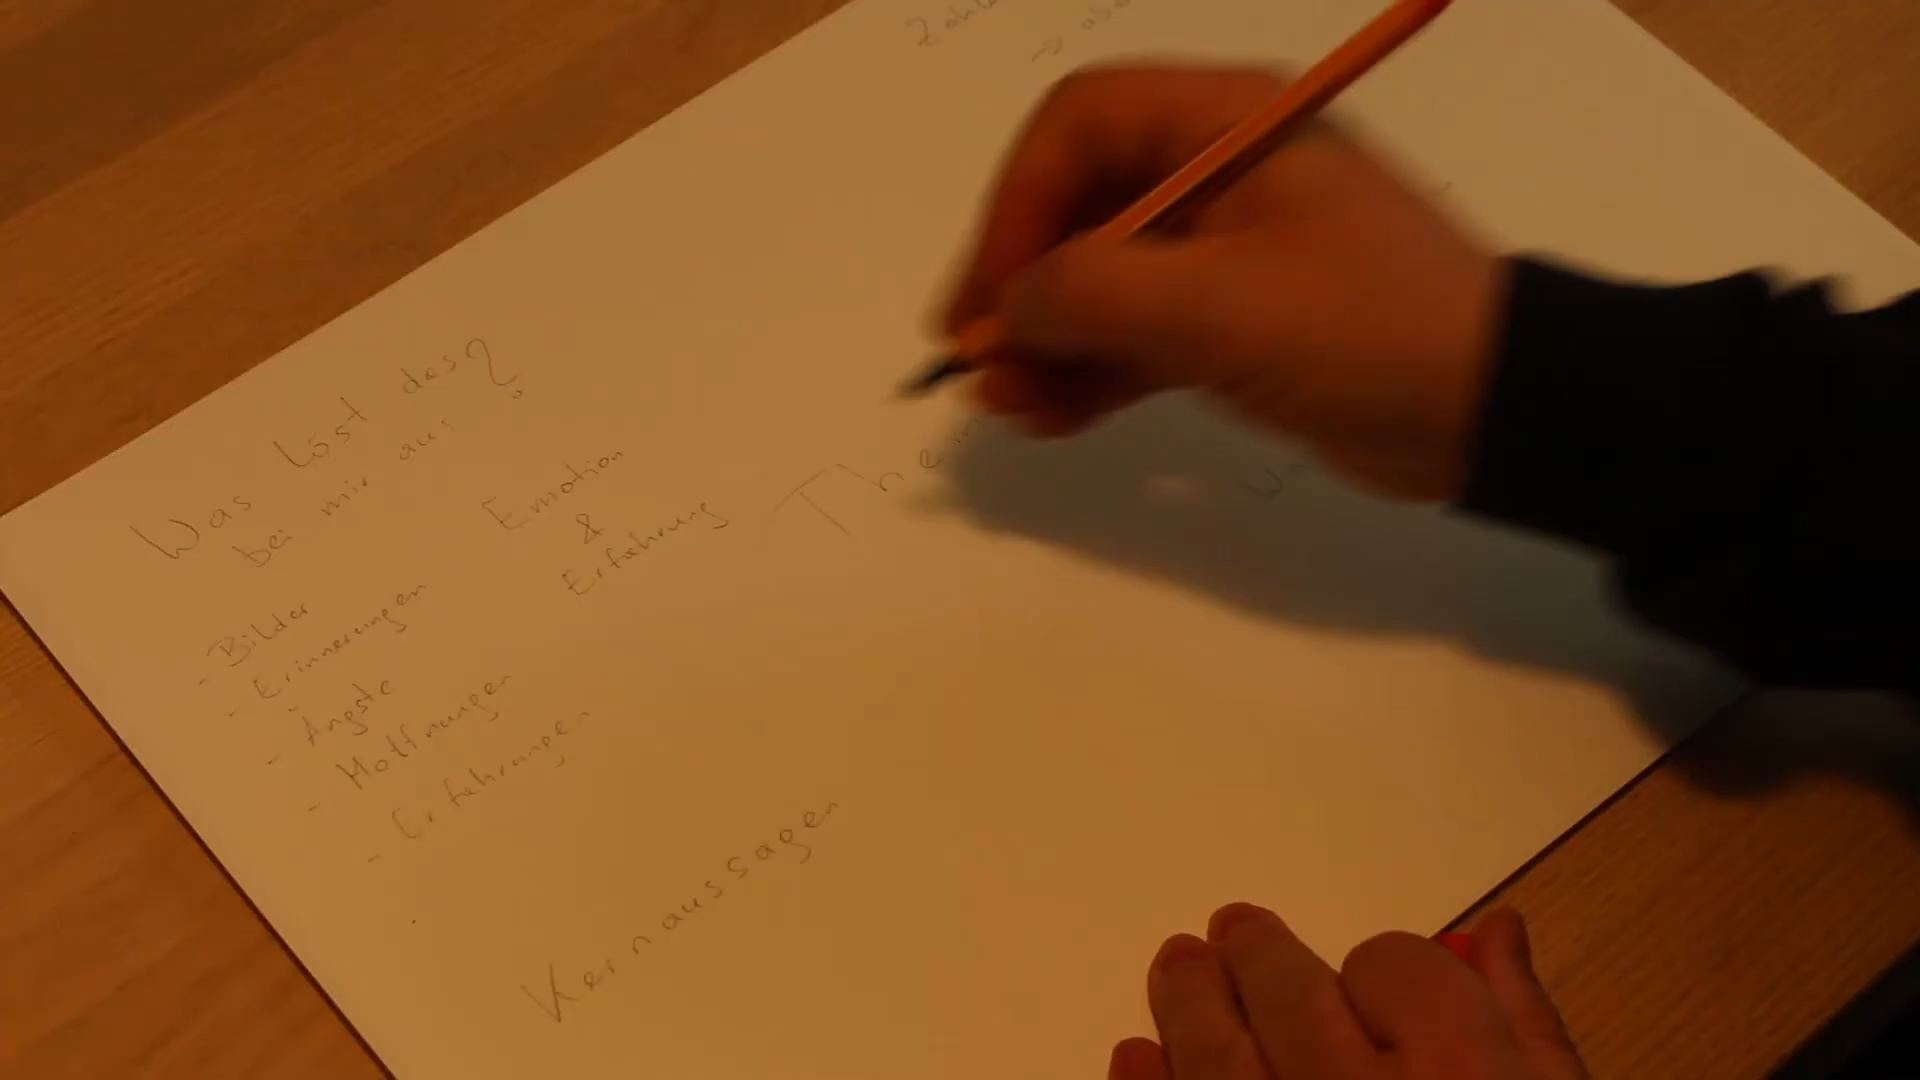 Was löst das
bei mir aus?
- Bilder
- Erinnerungen
- Ängste
- Hoffnungen
- Erfahrungen
Emotion
&
Erfahrung
Kernaussagen